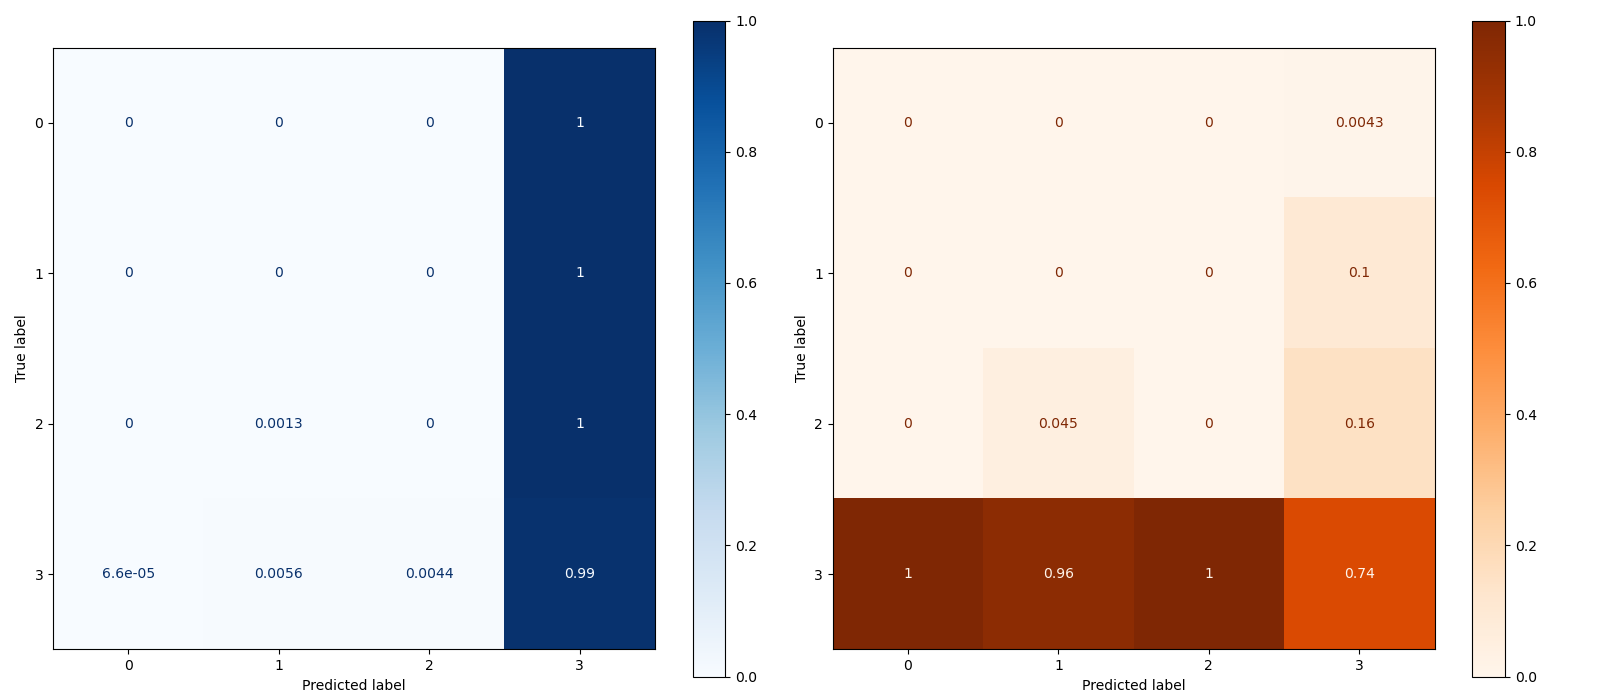 1.0
0.8
0.6
0.4
0.2
0.0
0 0 0 0 1
1 0 0 0 1
2 0 0.0013 0 1
3 6.6e-05 0.0056 0.0044 0.99
0 1 2 3
True label
Predicted label
1.0
0.8
0.6
0.4
0.2
0.0
0 0 0 0 0.0043
1 0 0 0 0.1
2 0 0.045 0 0.16
3 1 0.96 1 0.74
0 1 2 3
True label
Predicted label